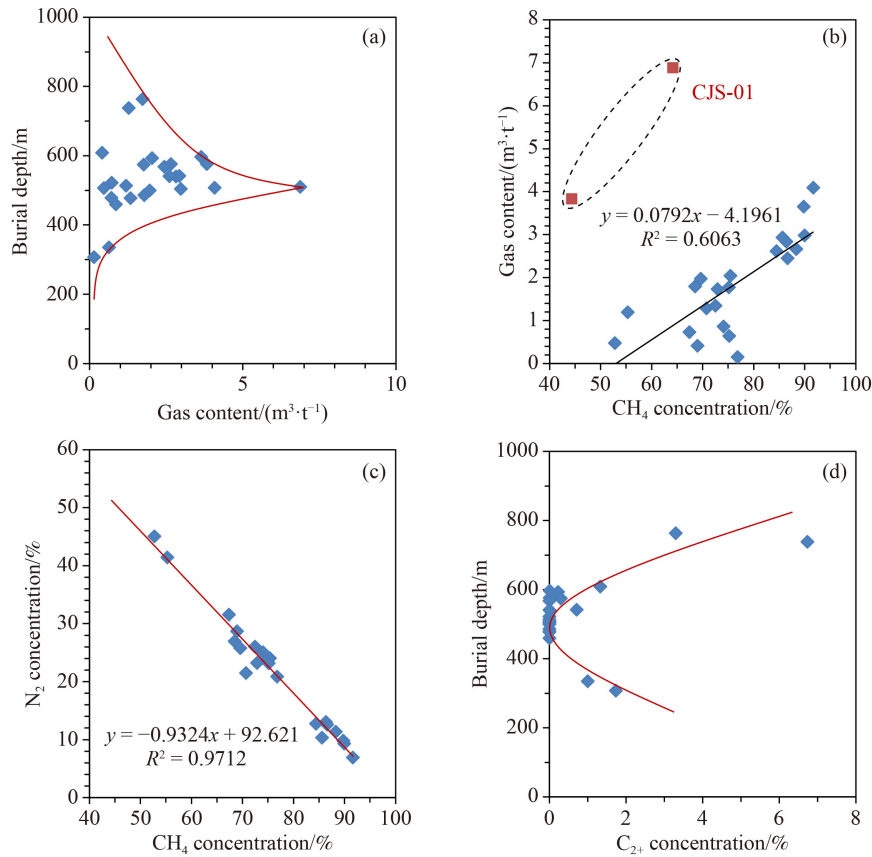 (a)
1000
800
600
400
200
0
Burial depth/m
0
5
10
Gas content/(m³·t⁻¹)
(b)
8
7
6
5
4
3
2
1
0
Gas content/(m³·t⁻¹)
CJS-01
y = 0.0792x − 4.1961
R² = 0.6063
40 50 60 70 80 90 100
CH₄ concentration/%
(c)
60
50
40
30
20
10
0
N₂ concentration/%
y = −0.9324x + 92.621
R² = 0.9712
40 50 60 70 80 90 100
CH₄ concentration/%
(d)
1000
800
600
400
200
0
Burial depth/m
0 2 4 6 8
C₂₊ concentration/%